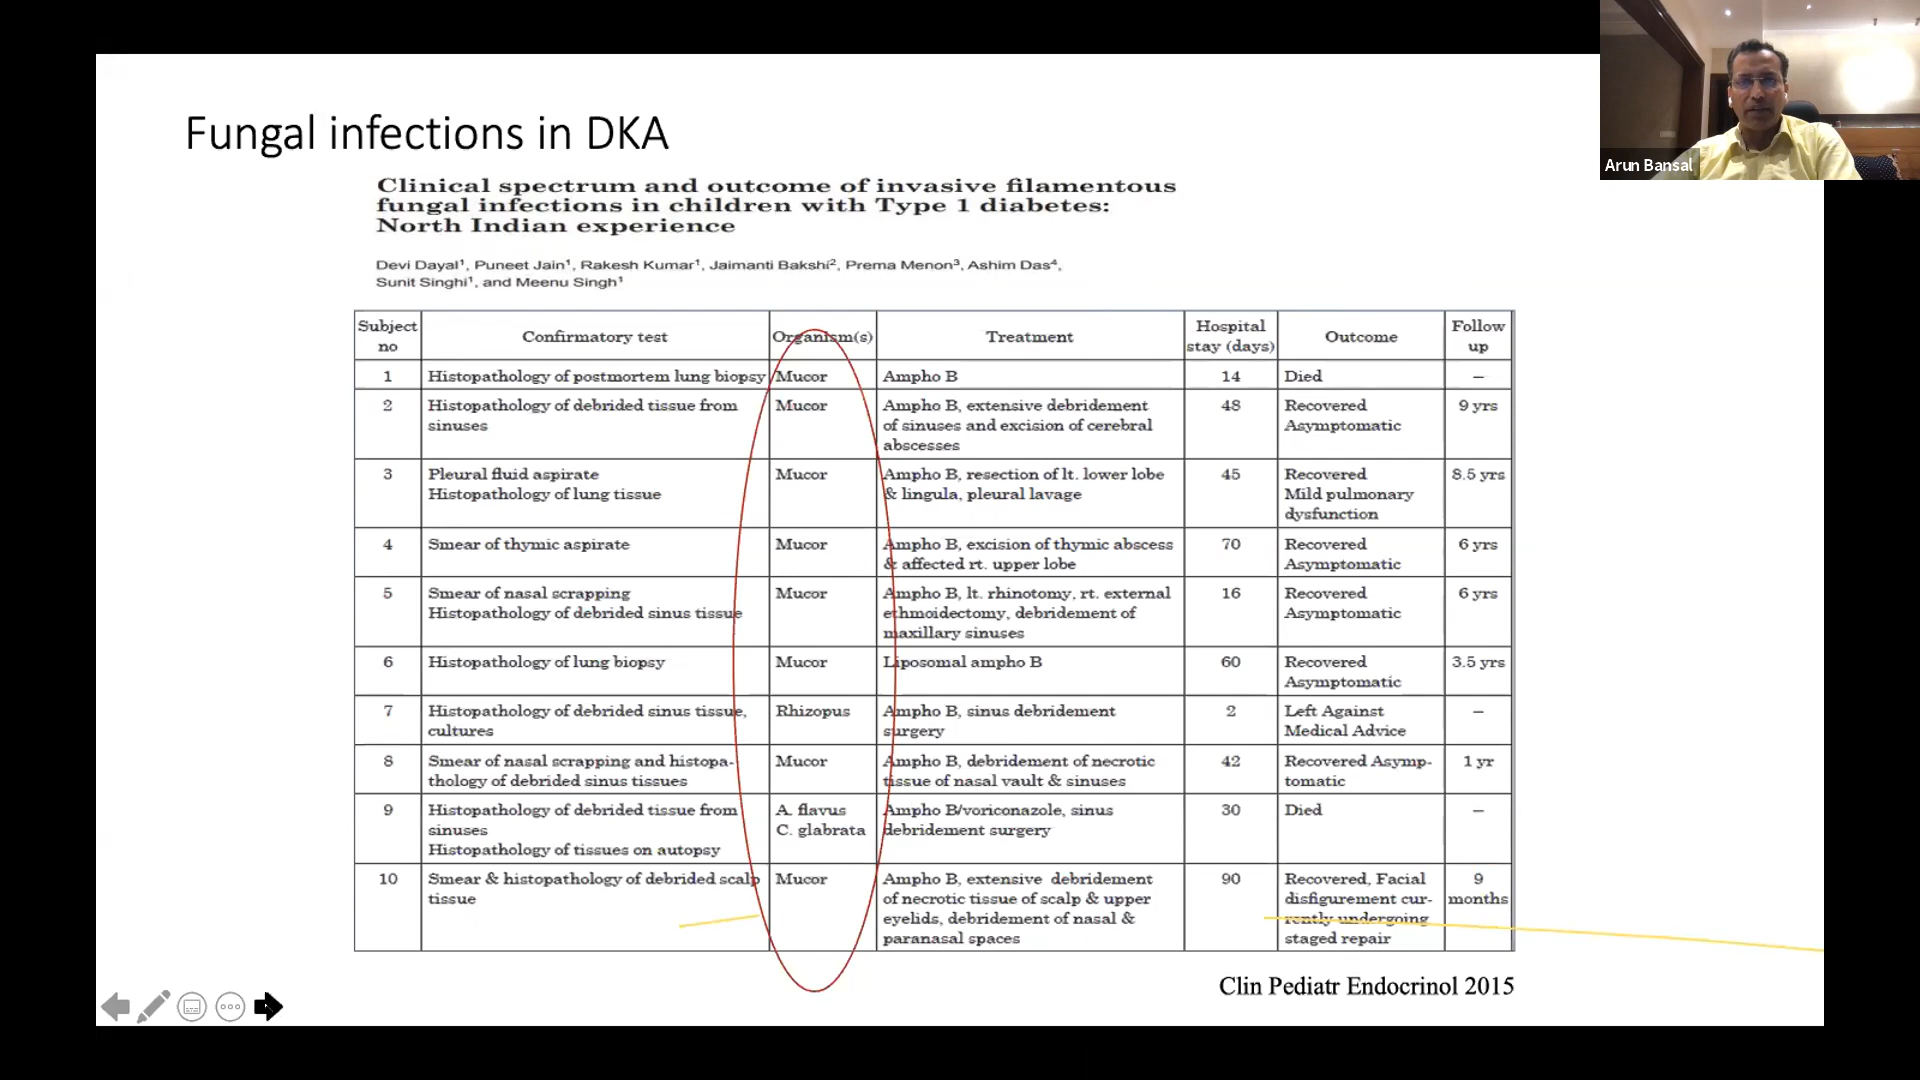 Arun Bansal
Fungal infections in DKA
Clinical spectrum and outcome of invasive filamentous
fungal infections in children with Type 1 diabetes:
North Indian experience
Devi Dayal¹, Puneet Jain¹, Rakesh Kumar¹, Jaimanti Bakshi², Prema Menon³, Ashim Das⁴,
Sunit Singhi¹, and Meenu Singh¹
Subject no | Confirmatory test | Organism(s) | Treatment | Hospital stay (days) | Outcome | Follow up
1 | Histopathology of postmortem lung biopsy | Mucor | Ampho B | 14 | Died | –
2 | Histopathology of debrided tissue from sinuses | Mucor | Ampho B, extensive debridement of sinuses and excision of cerebral abscesses | 48 | Recovered Asymptomatic | 9 yrs
3 | Pleural fluid aspirate Histopathology of lung tissue | Mucor | Ampho B, resection of lt. lower lobe & lingula, pleural lavage | 45 | Recovered Mild pulmonary dysfunction | 8.5 yrs
4 | Smear of thymic aspirate | Mucor | Ampho B, excision of thymic abscess & affected rt. upper lobe | 70 | Recovered Asymptomatic | 6 yrs
5 | Smear of nasal scrapping Histopathology of debrided sinus tissue | Mucor | Ampho B, lt. rhinotomy, rt. external ethmoidectomy, debridement of maxillary sinuses | 16 | Recovered Asymptomatic | 6 yrs
6 | Histopathology of lung biopsy | Mucor | Liposomal ampho B | 60 | Recovered Asymptomatic | 3.5 yrs
7 | Histopathology of debrided sinus tissue, cultures | Rhizopus | Ampho B, sinus debridement surgery | 2 | Left Against Medical Advice | –
8 | Smear of nasal scrapping and histopa-thology of debrided sinus tissues | Mucor | Ampho B, debridement of necrotic tissue of nasal vault & sinuses | 42 | Recovered Asymp-tomatic | 1 yr
9 | Histopathology of debrided tissue from sinuses Histopathology of tissues on autopsy | A. flavus C. glabrata | Ampho B/voriconazole, sinus debridement surgery | 30 | Died | –
10 | Smear & histopathology of debrided scalp tissue | Mucor | Ampho B, extensive debridement of necrotic tissue of scalp & upper eyelids, debridement of nasal & paranasal spaces | 90 | Recovered, Facial disfigurement cur-rently undergoing staged repair | 9 months
Clin Pediatr Endocrinol 2015